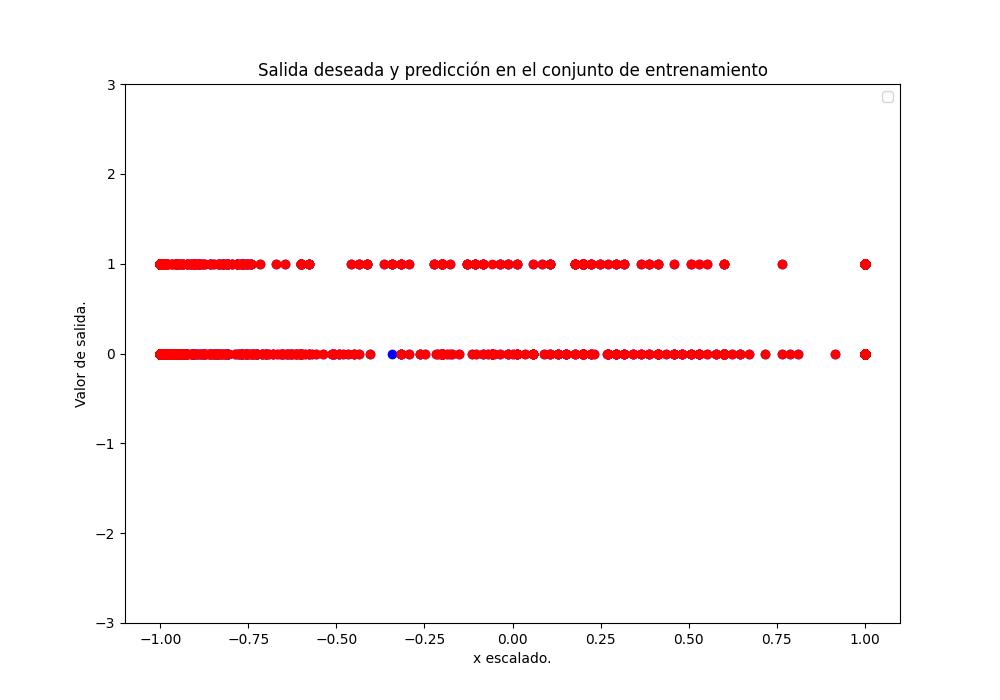 Salida deseada y predicción en el conjunto de entrenamiento
3
2
1
0
−1
−2
−3
Valor de salida.
−1.00 −0.75 −0.50 −0.25 0.00 0.25 0.50 0.75 1.00
x escalado.